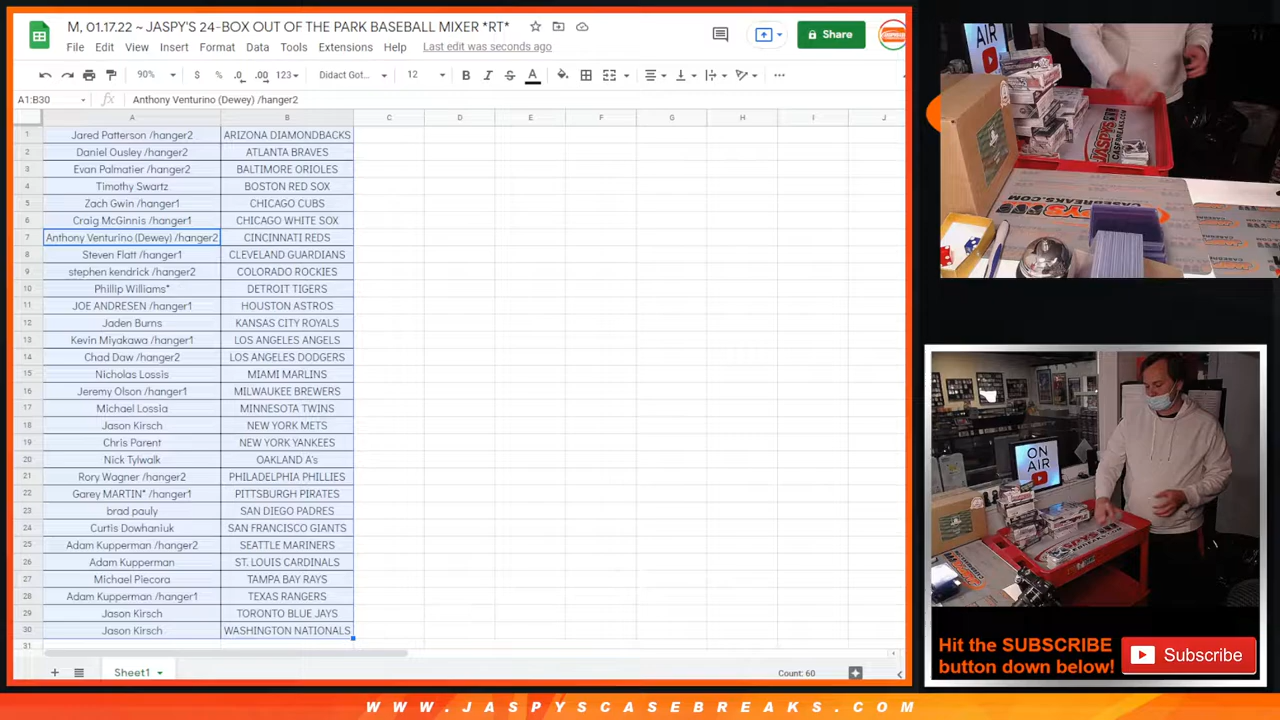 M, 01.17.22 ~ JASPY'S 24-BOX OUT OF THE PARK BASEBALL MIXER *RT*
File Edit View Insert Format Data Tools Extensions Help Last edit was seconds ago
Share
90% $ % .0 .00 123 Didact Got... 12 B I S A
A1:B30 fx Anthony Venturino (Dewey) /hanger2
A B C D E F G H I J
1 Jared Patterson /hanger2 ARIZONA DIAMONDBACKS
2 Daniel Ousley /hanger2 ATLANTA BRAVES
3 Evan Palmatier /hanger2 BALTIMORE ORIOLES
4 Timothy Swartz BOSTON RED SOX
5 Zach Gwin /hanger1 CHICAGO CUBS
6 Craig McGinnis /hanger1 CHICAGO WHITE SOX
7 Anthony Venturino (Dewey) /hanger2 CINCINNATI REDS
8 Steven Flatt /hanger1 CLEVELAND GUARDIANS
9 stephen kendrick /hanger2 COLORADO ROCKIES
10 Phillip Williams* DETROIT TIGERS
11 JOE ANDRESEN /hanger1 HOUSTON ASTROS
12 Jaden Burns KANSAS CITY ROYALS
13 Kevin Miyakawa /hanger1 LOS ANGELES ANGELS
14 Chad Daw /hanger2 LOS ANGELES DODGERS
15 Nicholas Lossis MIAMI MARLINS
16 Jeremy Olson /hanger1 MILWAUKEE BREWERS
17 Michael Lossia MINNESOTA TWINS
18 Jason Kirsch NEW YORK METS
19 Chris Parent NEW YORK YANKEES
20 Nick Tylwalk OAKLAND A's
21 Rory Wagner /hanger2 PHILADELPHIA PHILLIES
22 Garey MARTIN* /hanger1 PITTSBURGH PIRATES
23 brad pauly SAN DIEGO PADRES
24 Curtis Dowhaniuk SAN FRANCISCO GIANTS
25 Adam Kupperman /hanger2 SEATTLE MARINERS
26 Adam Kupperman ST. LOUIS CARDINALS
27 Michael Piecora TAMPA BAY RAYS
28 Adam Kupperman /hanger1 TEXAS RANGERS
29 Jason Kirsch TORONTO BLUE JAYS
30 Jason Kirsch WASHINGTON NATIONALS
31
Sheet1
Count: 60
AIR
JASPYS
CASEBREAKS.COM
ON
AIR
Hit the SUBSCRIBE
button down below!
Subscribe
WWW.JASPYSCASEBREAKS.COM